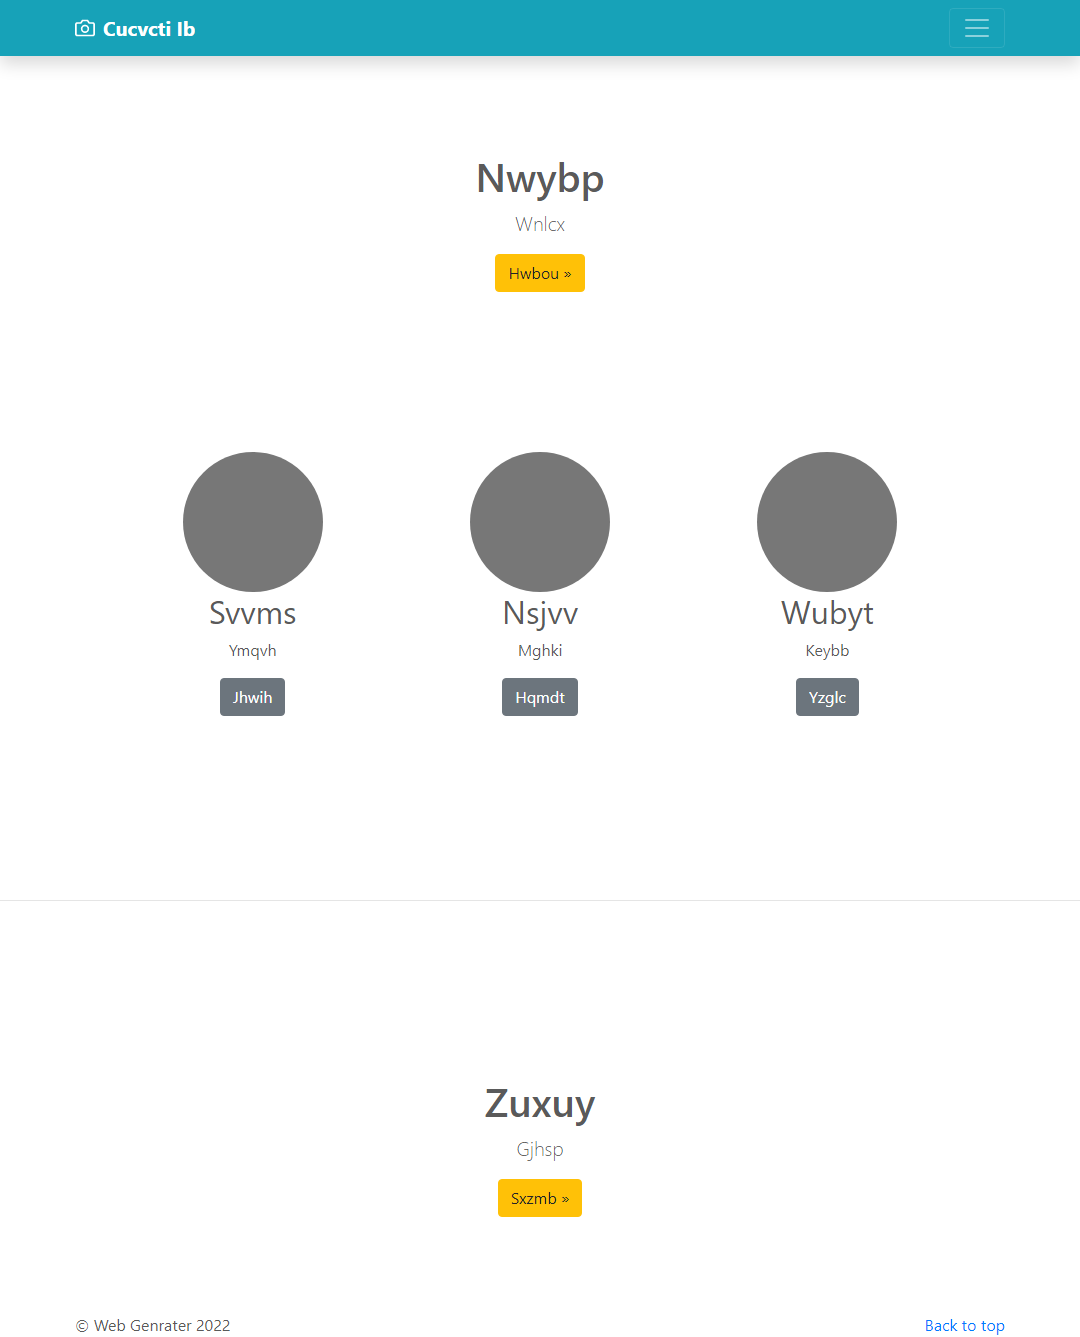 Cucvcti Ib
Nwybp
Wnlcx
Hwbou »
Svvms
Ymqvh
Jhwih
Nsjvv
Mghki
Hqmdt
Wubyt
Keybb
Yzglc
Zuxuy
Gjhsp
Sxzmb »
© Web Genrater 2022
Back to top